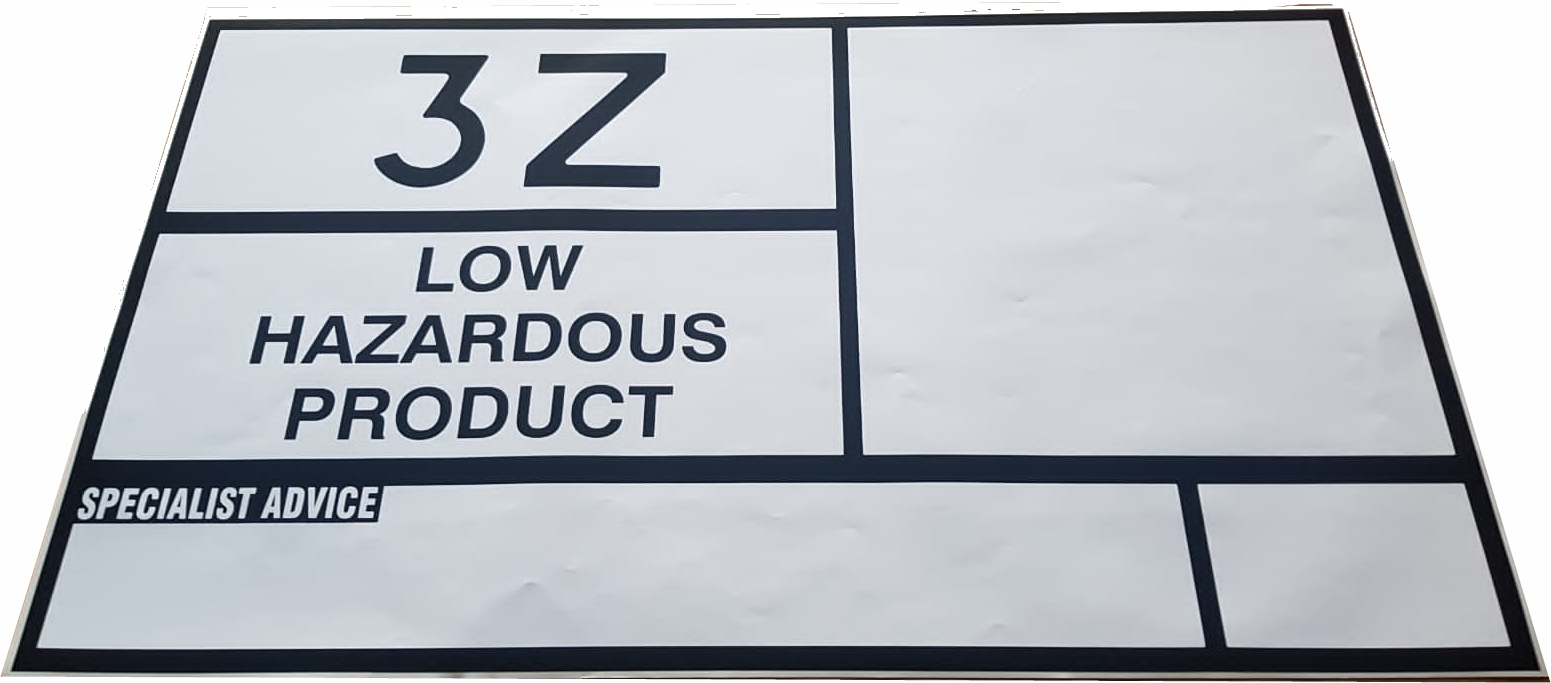 3Z
LOW
HAZARDOUS
PRODUCT
SPECIALIST ADVICE